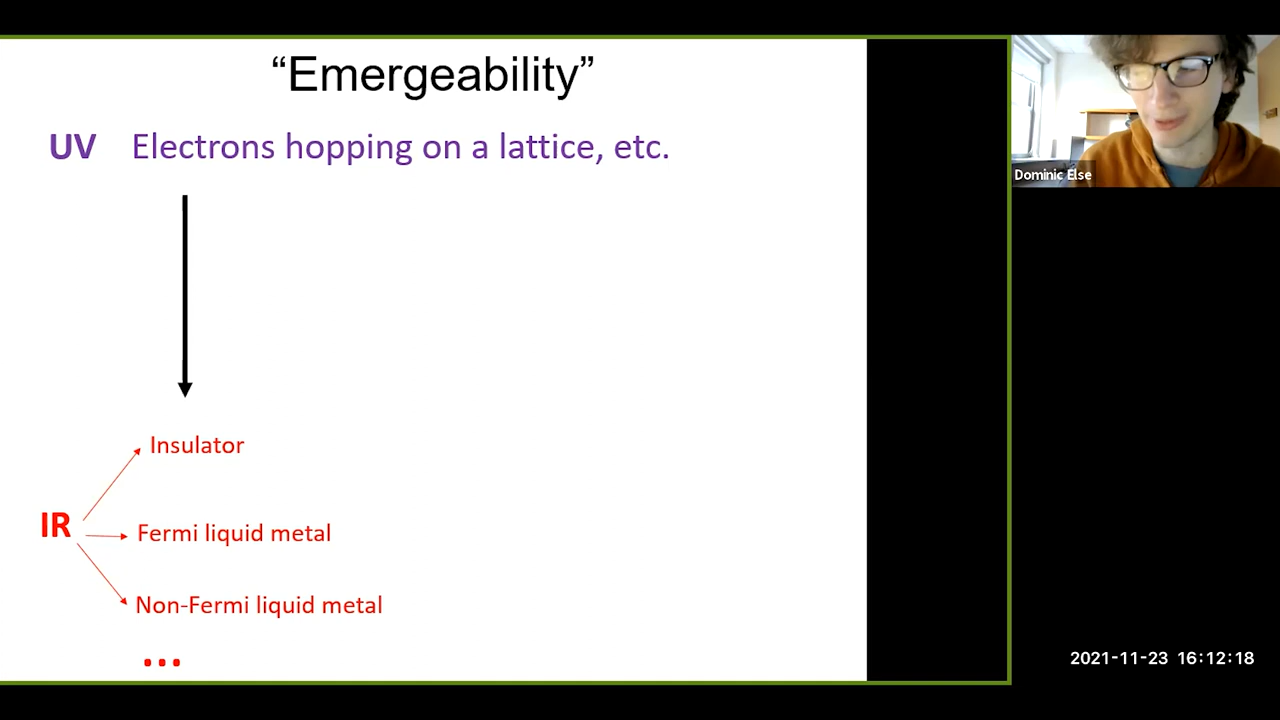 “Emergeability”
UV Electrons hopping on a lattice, etc.
Insulator
IR
Fermi liquid metal
Non-Fermi liquid metal
...
Dominic Else
2021-11-23 16:12:18